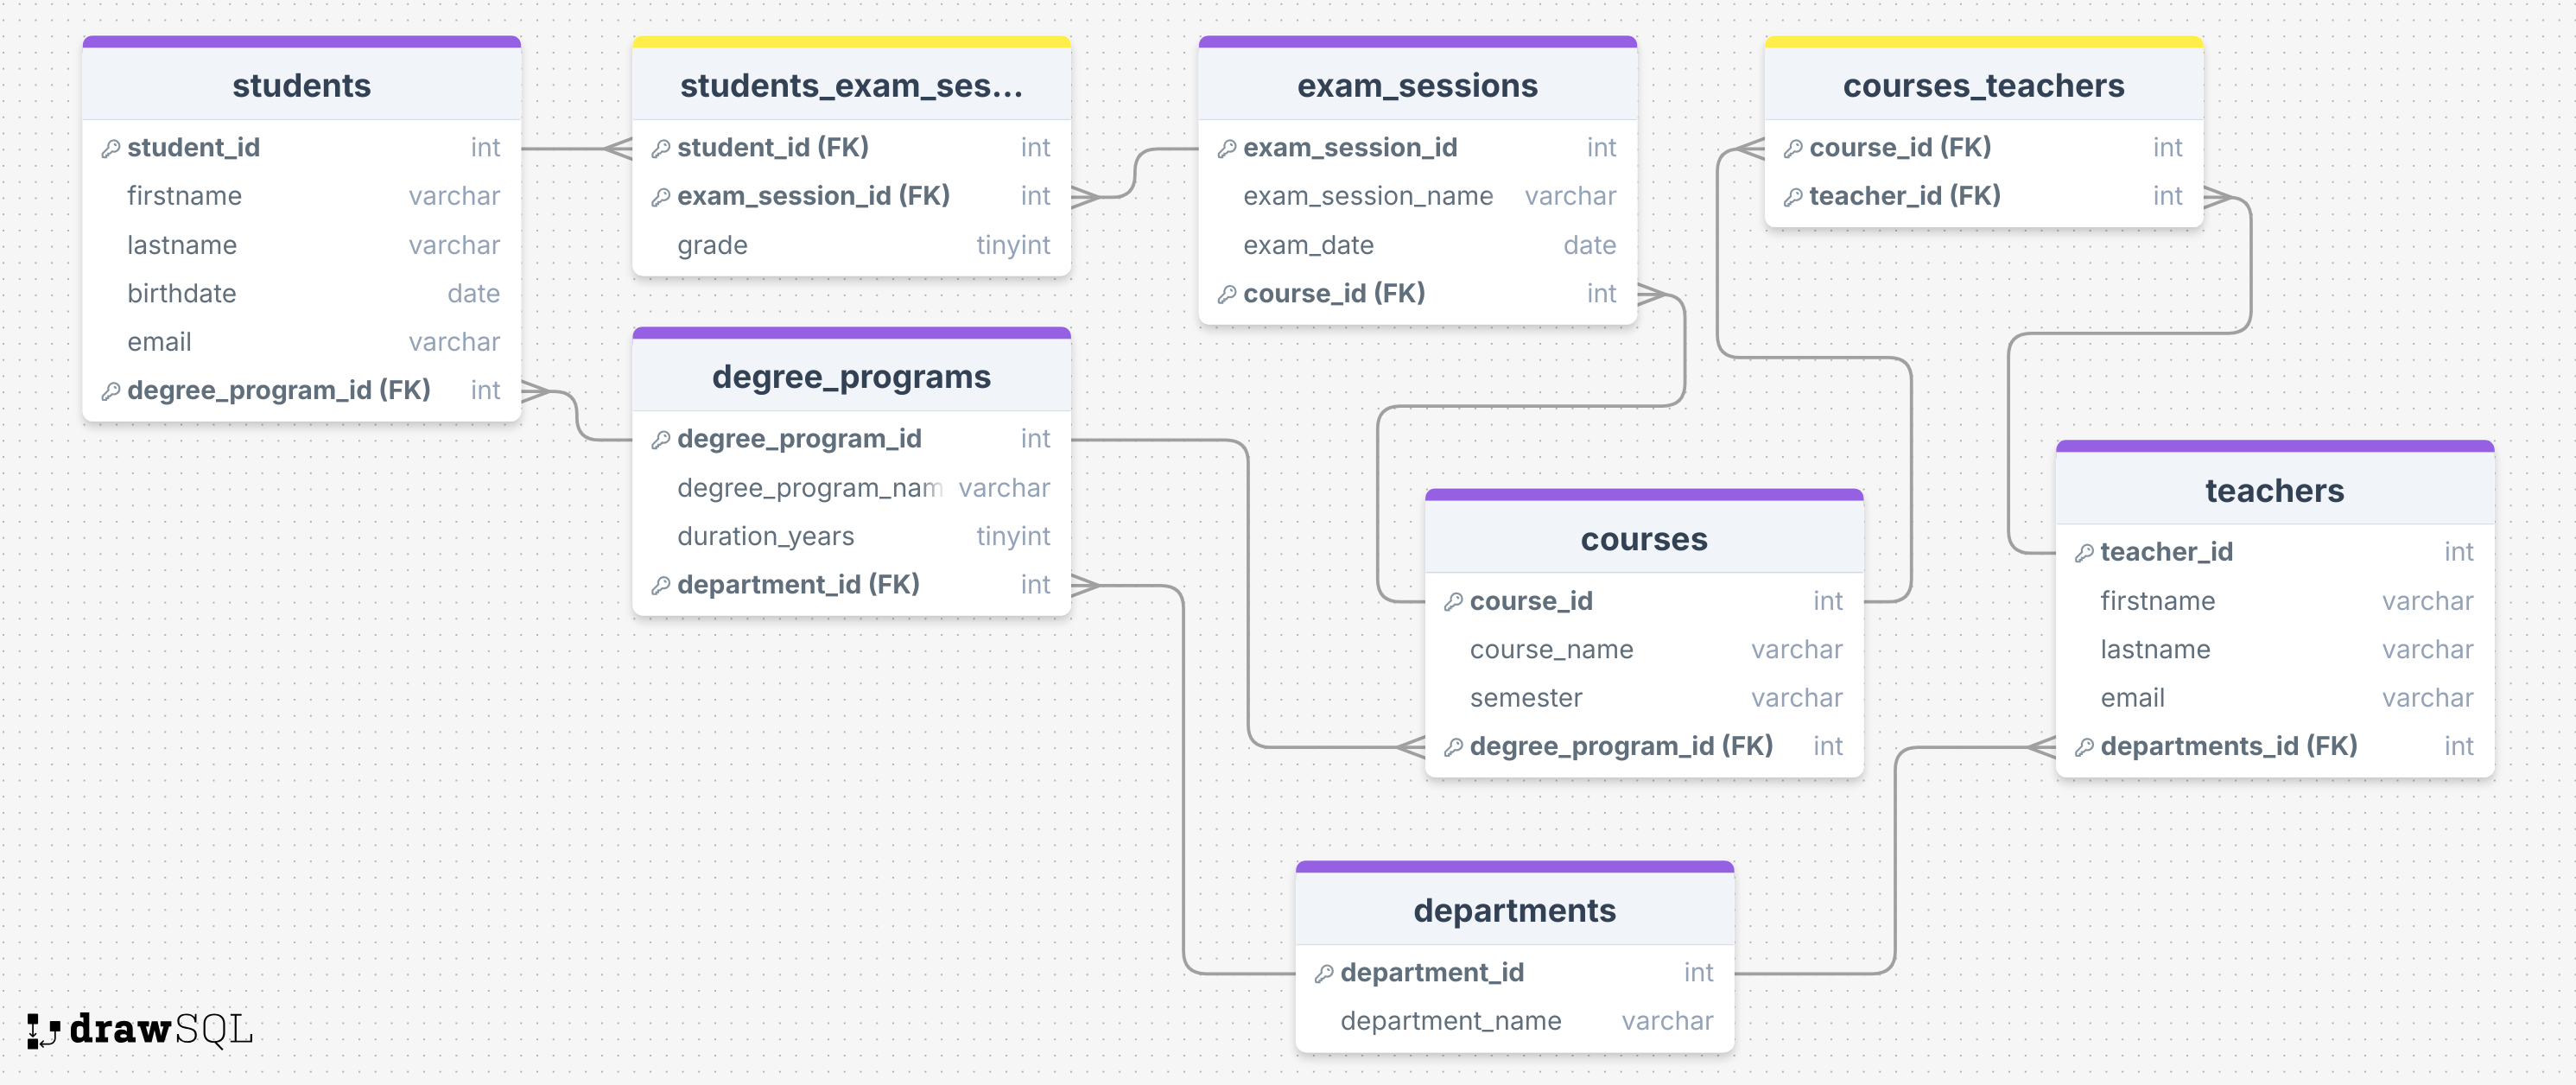 students
student_id int
firstname varchar
lastname varchar
birthdate date
email varchar
degree_program_id (FK) int
students_exam_ses...
student_id (FK) int
exam_session_id (FK) int
grade tinyint
degree_programs
degree_program_id int
degree_program_nam varchar
duration_years tinyint
department_id (FK) int
exam_sessions
exam_session_id int
exam_session_name varchar
exam_date date
course_id (FK) int
courses_teachers
course_id (FK) int
teacher_id (FK) int
courses
course_id int
course_name varchar
semester varchar
degree_program_id (FK) int
teachers
teacher_id int
firstname varchar
lastname varchar
email varchar
departments_id (FK) int
departments
department_id int
department_name varchar
drawSQL